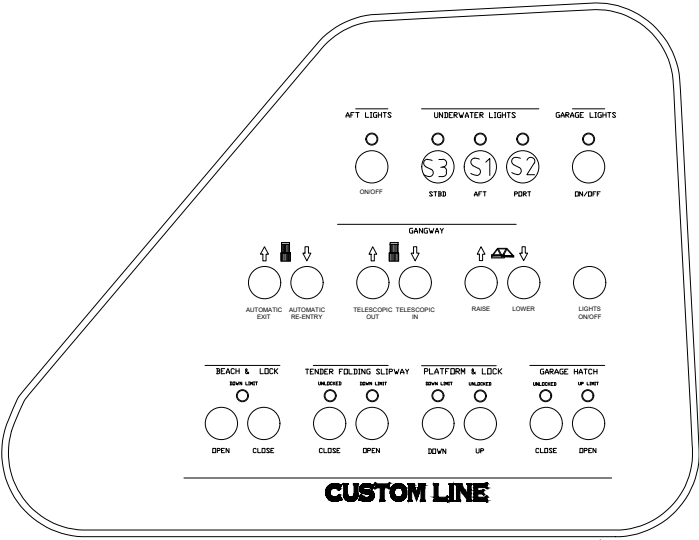 AFT LIGHTS
UNDERWATER LIGHTS
GARAGE LIGHTS
S3 S1 S2
ON/OFF
STBD AFT PORT
ON/OFF
GANGWAY
AUTOMATIC
EXIT
AUTOMATIC
RE-ENTRY
TELESCOPIC
OUT
TELESCOPIC
IN
RAISE
LOWER
LIGHTS
ON/OFF
BEACH & LOCK
DOWN LIMIT
OPEN CLOSE
TENDER FOLDING SLIPWAY
UNLOCKED DOWN LIMIT
CLOSE OPEN
PLATFORM & LOCK
DOWN LIMIT UNLOCKED
DOWN UP
GARAGE HATCH
UNLOCKED UP LIMIT
CLOSE OPEN
CUSTOM LINE